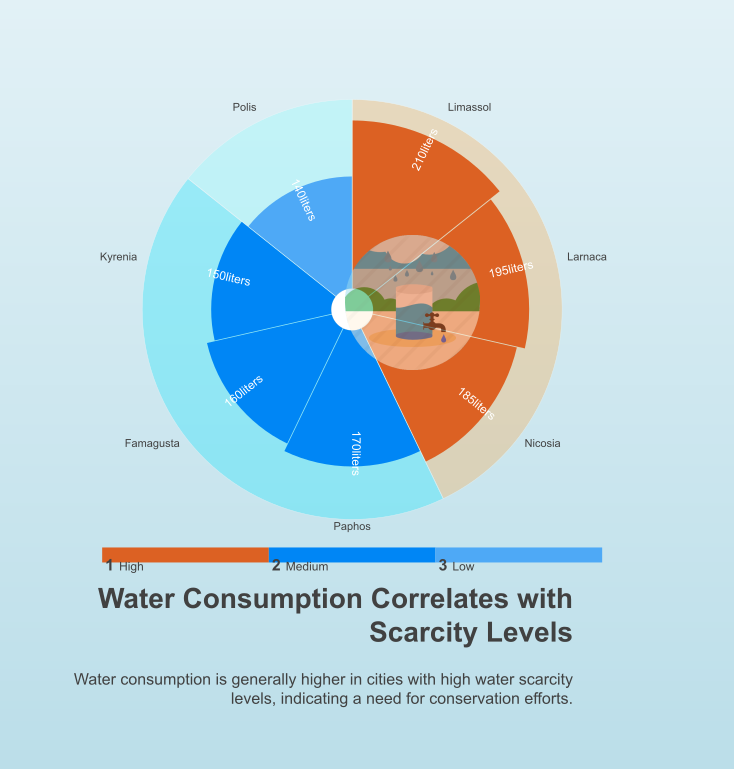 Polis
Limassol
210liters
140liters
Kyrenia
Larnaca
150liters
195liters
160liters
185liters
170liters
Famagusta
Nicosia
Paphos
1 High
2 Medium
3 Low
Water Consumption Correlates with
Scarcity Levels
Water consumption is generally higher in cities with high water scarcity
levels, indicating a need for conservation efforts.